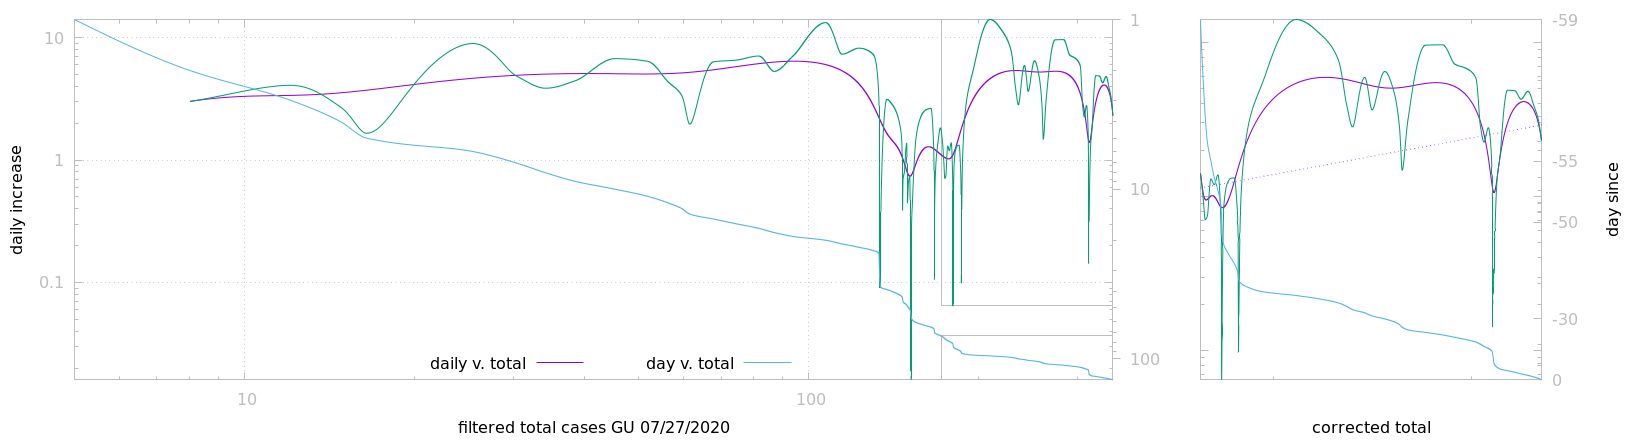 daily increase
10
1
0.1
daily v. total
day v. total
10
100
filtered total cases GU 07/27/2020
1
10
100
-59
-55
-50
-30
0
day since
corrected total